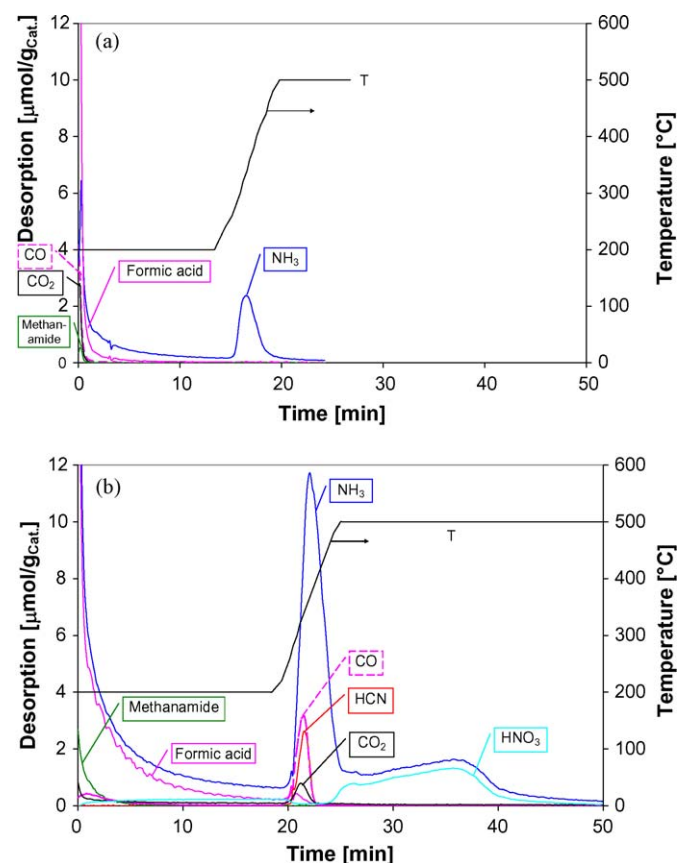 (a)
12
10
8
6
4
2
0
Desorption [µmol/gCat.]
600
500
400
300
200
100
0
Temperature [°C]
T
CO
CO2
Methan-
amide
Formic acid
NH3
0 10 20 30 40 50
Time [min]
(b)
12
10
8
6
4
2
0
Desorption [µmol/gCat.]
600
500
400
300
200
100
0
Temperature [°C]
NH3
T
CO
HCN
CO2
HNO3
Methanamide
Formic acid
0 10 20 30 40 50
Time [min]